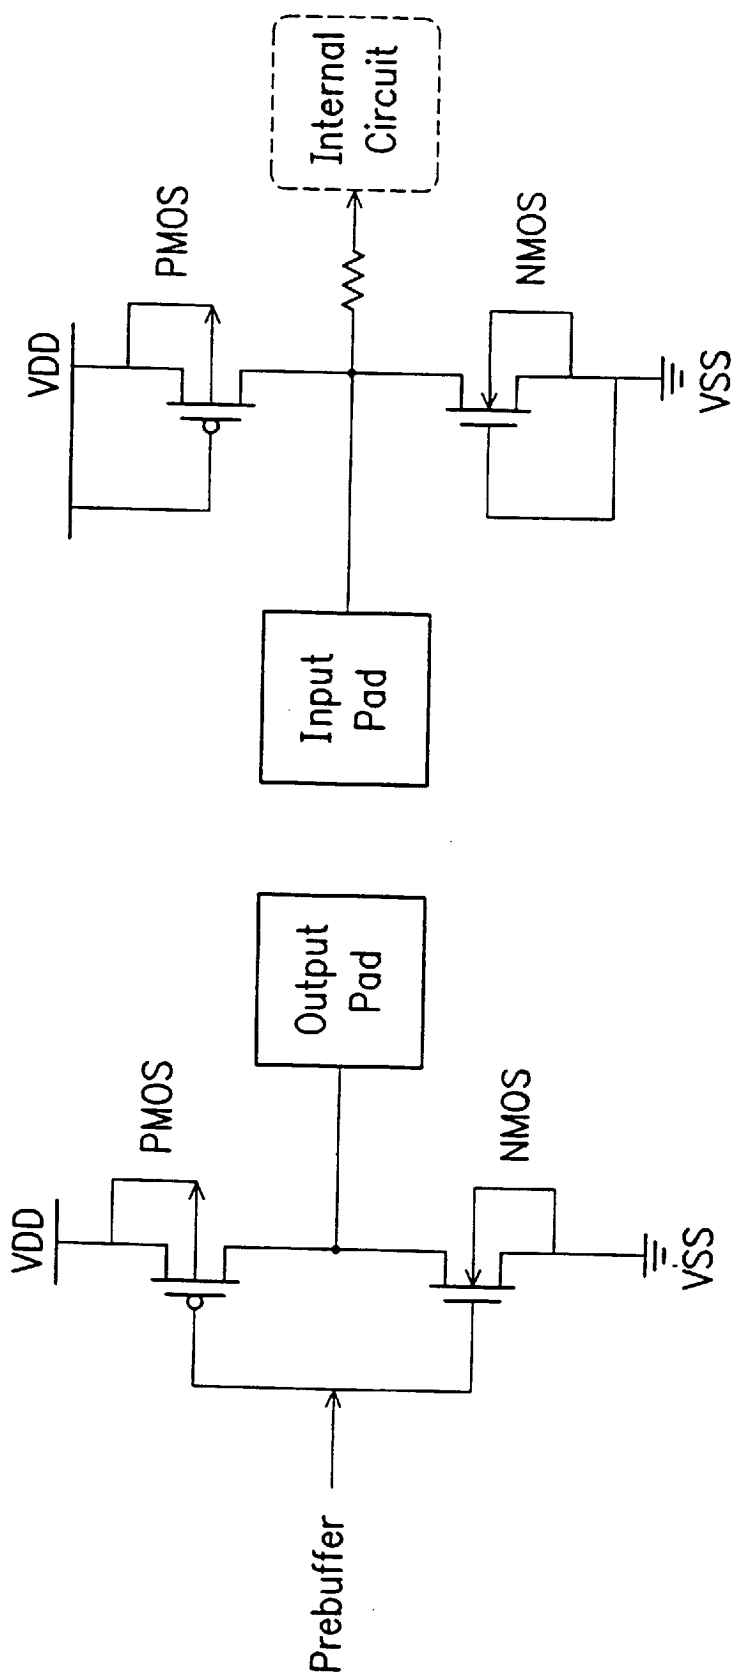 VDD
PMOS
Prebuffer
Output
Pad
NMOS
VSS
VDD
PMOS
Input
Pad
Internal
Circuit
NMOS
VSS